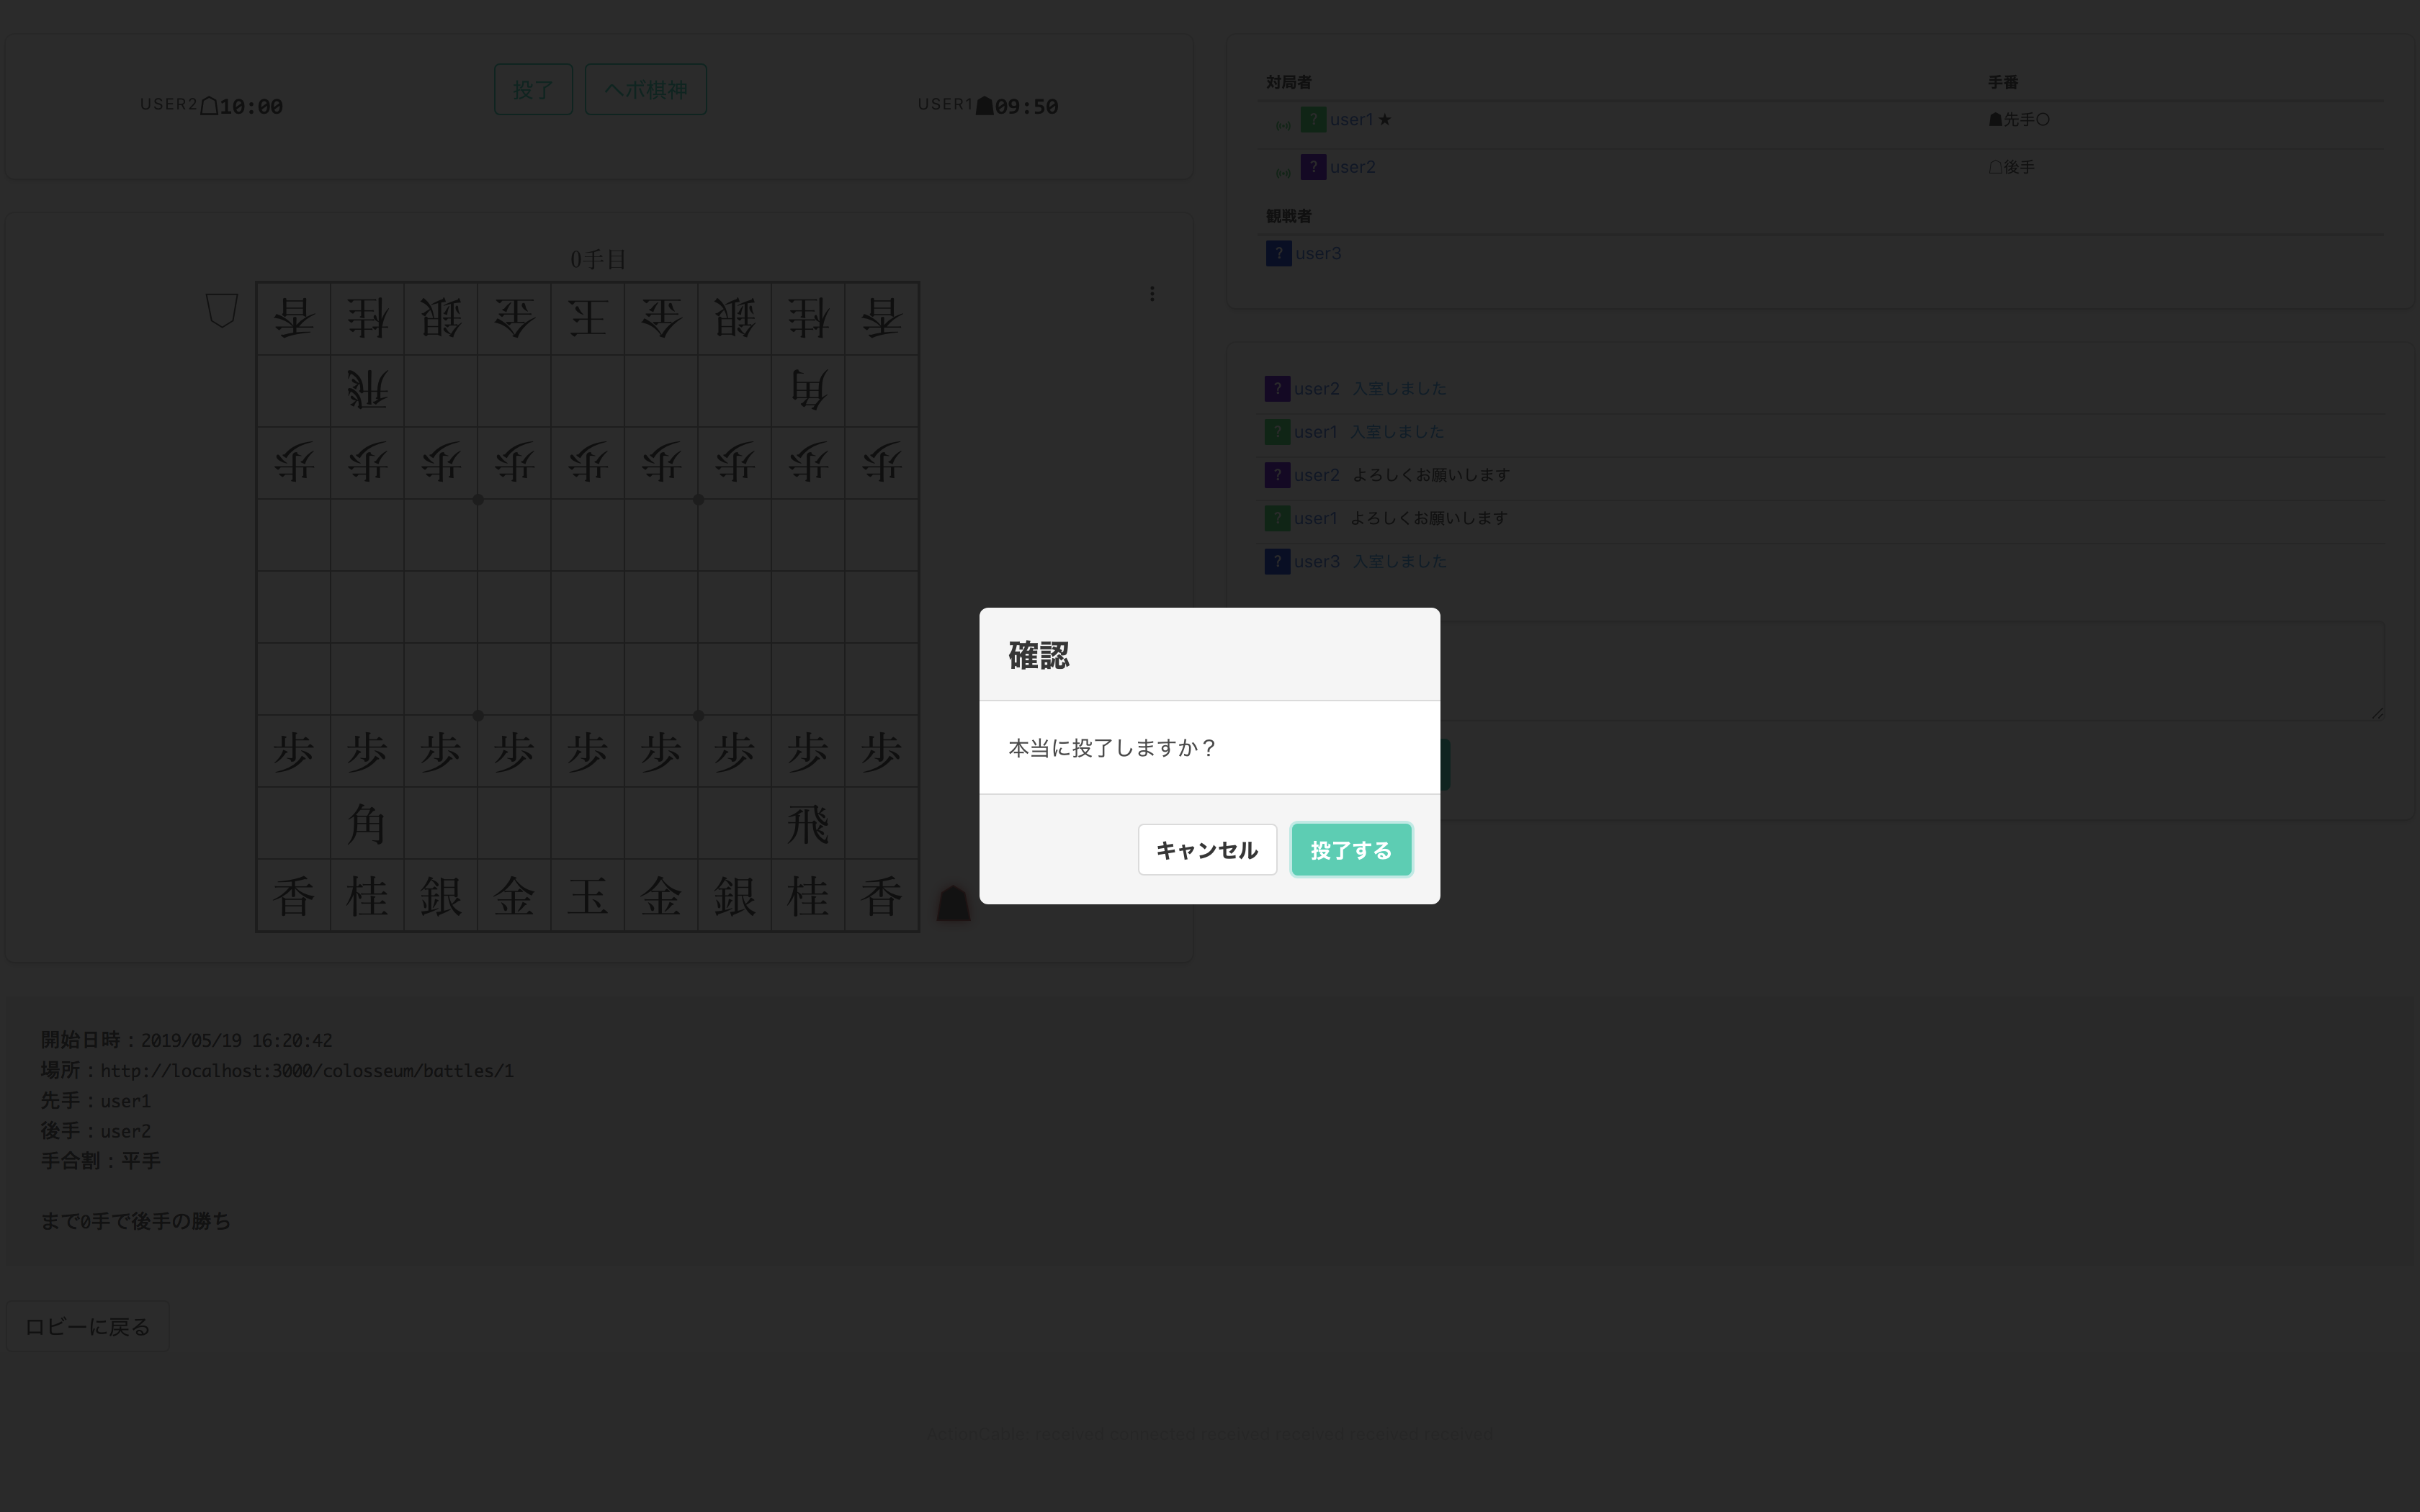 投了 ヘボ棋神
USER2☖10:00 USER1☗09:50
0手目
香 桂 銀 金 玉 金 銀 桂 香
飛 角
歩 歩 歩 歩 歩 歩 歩 歩 歩
歩 歩 歩 歩 歩 歩 歩 歩 歩
角 飛
香 桂 銀 金 玉 金 銀 桂 香
対局者 手番
? user1 ★ ☗先手○
? user2 ☖後手
観戦者
? user3
? user2 入室しました
? user1 入室しました
? user2 よろしくお願いします
? user1 よろしくお願いします
? user3 入室しました
確認
本当に投了しますか？
キャンセル 投了する
開始日時：2019/05/19 16:20:42
場所：http://localhost:3000/colosseum/battles/1
先手：user1
後手：user2
手合割：平手
まで0手で後手の勝ち
ロビーに戻る
ActionCable: received connected received received received received